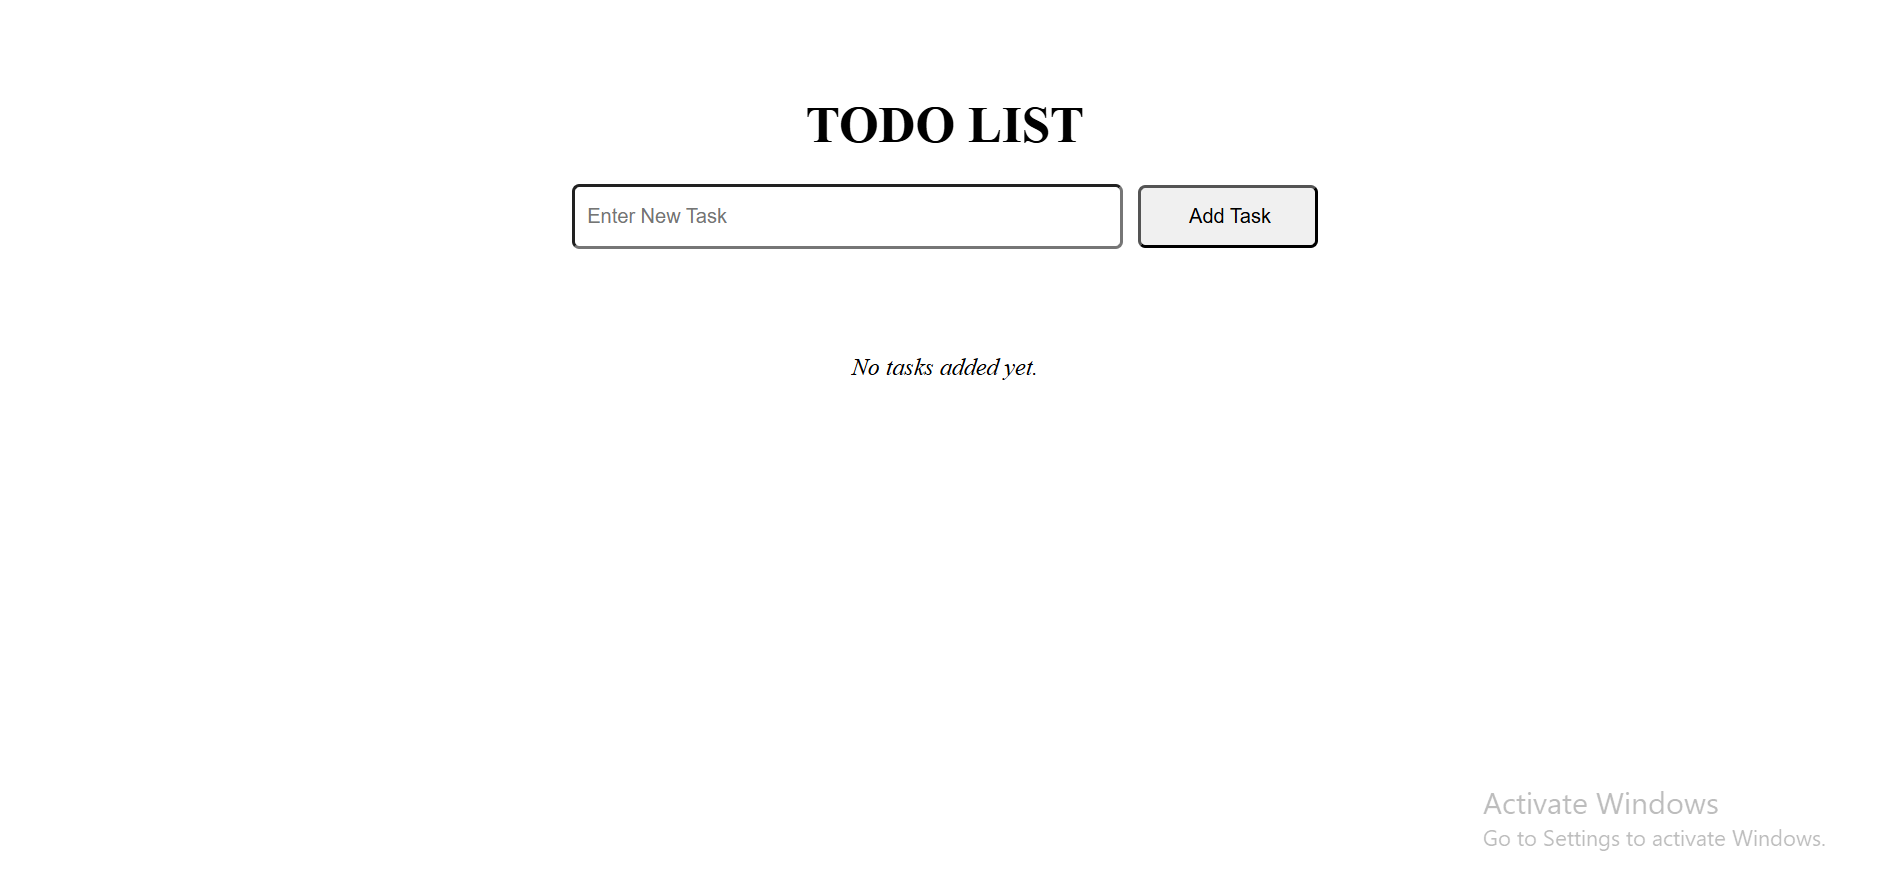 TODO LIST
Enter New Task
Add Task
No tasks added yet.
Activate Windows
Go to Settings to activate Windows.